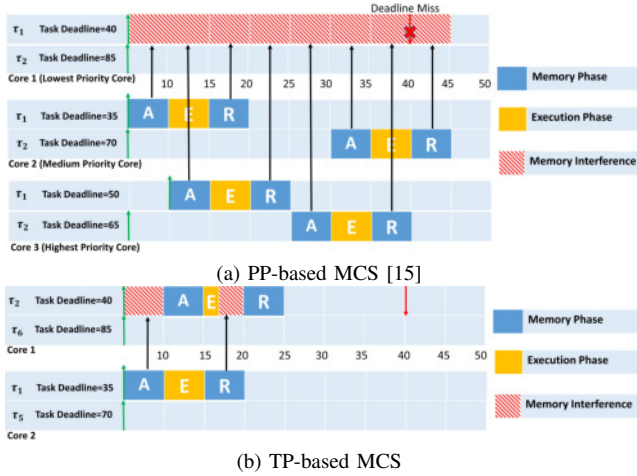 Deadline Miss
τ1 Task Deadline=40
τ2 Task Deadline=85
Core 1 (Lowest Priority Core)
10 15 20 25 30 35 40 45 50
Memory Phase
Execution Phase
Memory Interference
τ1 Task Deadline=35 A E R
τ2 Task Deadline=70 A E R
Core 2 (Medium Priority Core)
τ1 Task Deadline=50 A E R
τ2 Task Deadline=65 A E R
Core 3 (Highest Priority Core)
(a) PP-based MCS [15]
τ2 Task Deadline=40 A E R
τ6 Task Deadline=85
Core 1
10 15 20 25 30 35 40 45 50
Memory Phase
Execution Phase
Memory Interference
τ1 Task Deadline=35 A E R
τ5 Task Deadline=70
Core 2
(b) TP-based MCS